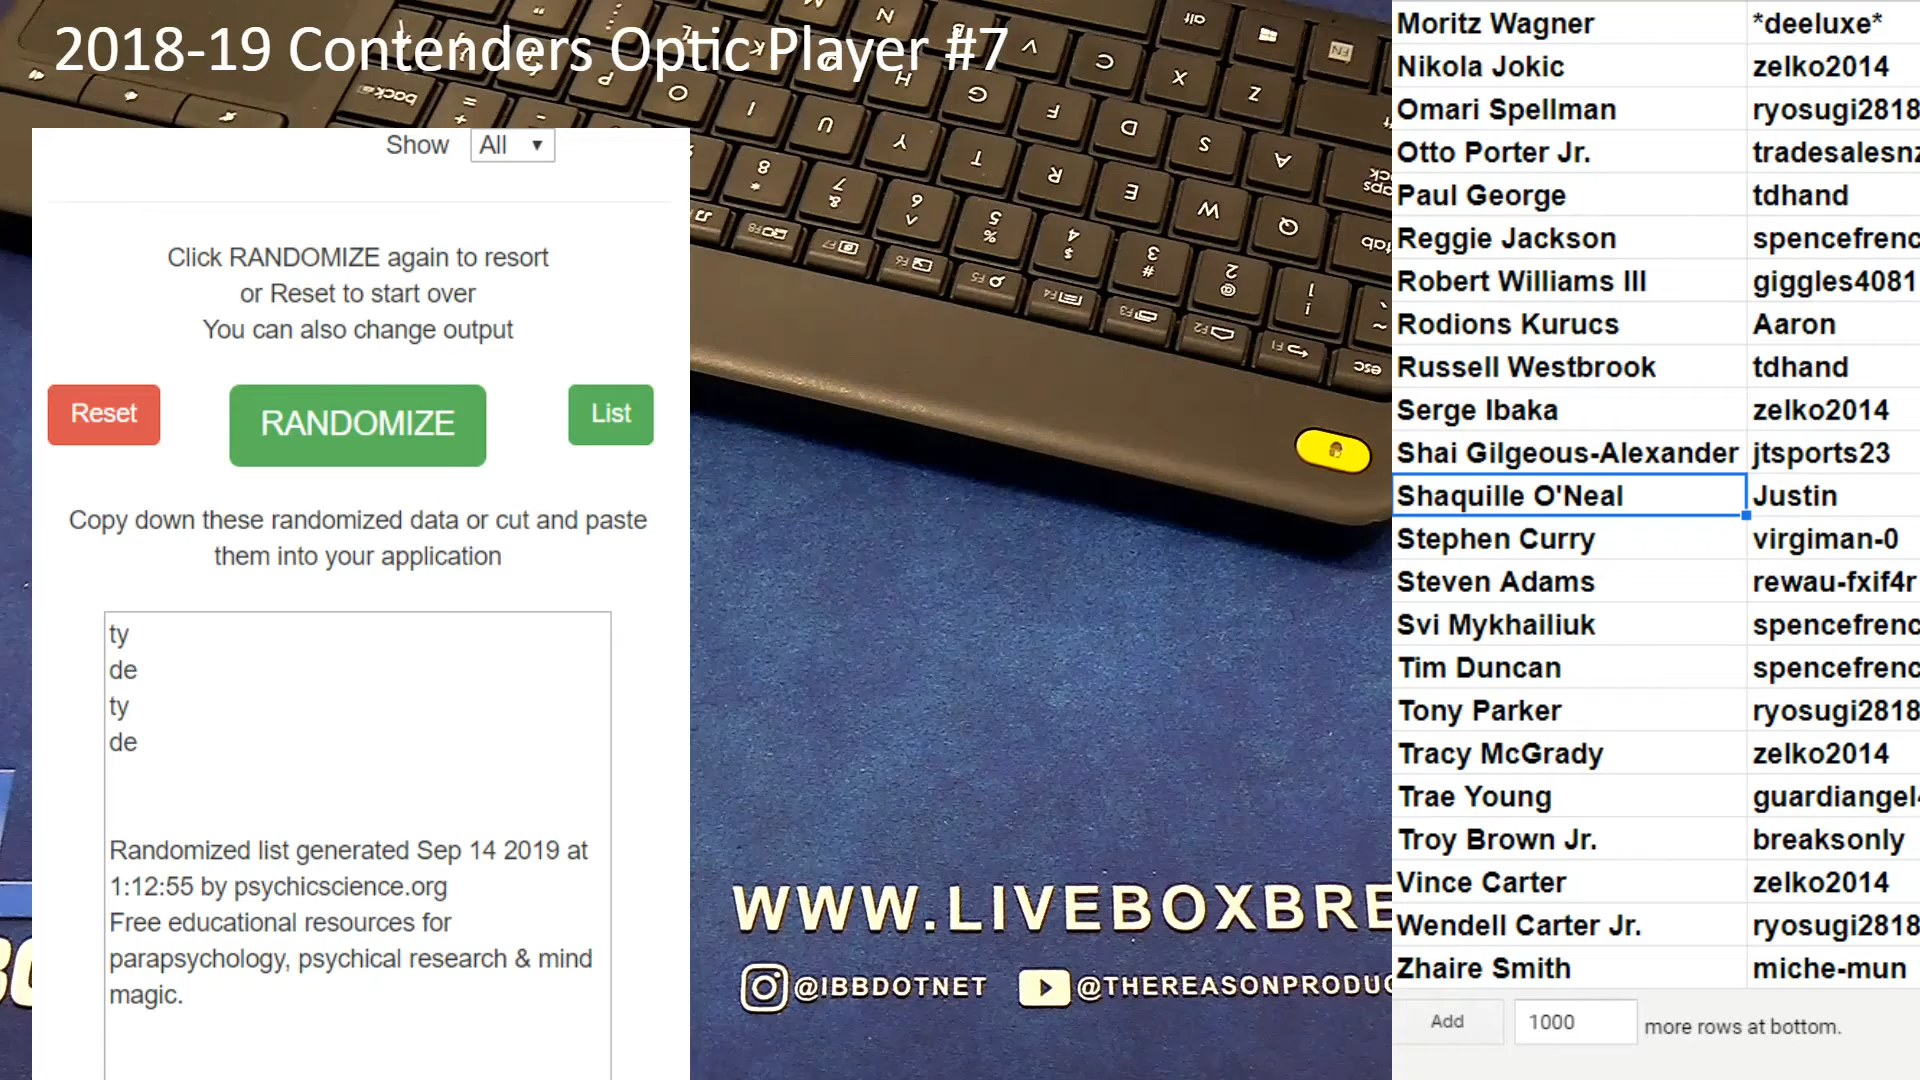 2018-19 Contenders Optic Player #7
Show All
Click RANDOMIZE again to resort
or Reset to start over
You can also change output
Reset
RANDOMIZE
List
Copy down these randomized data or cut and paste
them into your application
ty
de
ty
de
Randomized list generated Sep 14 2019 at
1:12:55 by psychicscience.org
Free educational resources for
parapsychology, psychical research & mind
magic.
WWW.LIVEBOXBRE
@IBBDOTNET
@THEREASONPRODUC
Moritz Wagner *deeluxe*
Nikola Jokic zelko2014
Omari Spellman ryosugi2818
Otto Porter Jr. tradesalesnz
Paul George tdhand
Reggie Jackson spencefrenc
Robert Williams III giggles4081
Rodions Kurucs Aaron
Russell Westbrook tdhand
Serge Ibaka zelko2014
Shai Gilgeous-Alexander jtsports23
Shaquille O'Neal Justin
Stephen Curry virgiman-0
Steven Adams rewau-fxif4r
Svi Mykhailiuk spencefrenc
Tim Duncan spencefrenc
Tony Parker ryosugi2818
Tracy McGrady zelko2014
Trae Young guardiangel
Troy Brown Jr. breaksonly
Vince Carter zelko2014
Wendell Carter Jr. ryosugi2818
Zhaire Smith miche-mun
Add 1000 more rows at bottom.